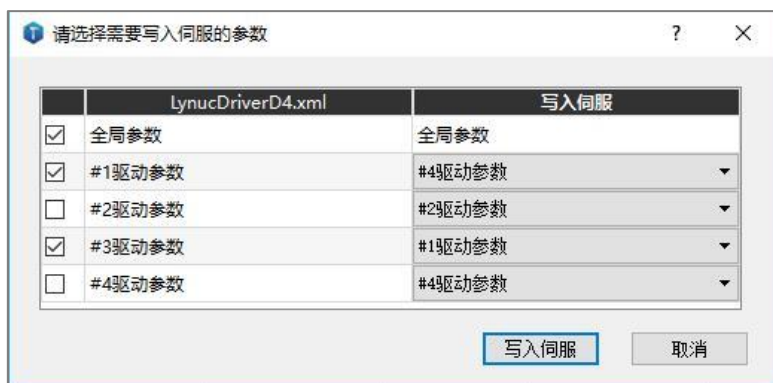 请选择需要写入伺服的参数
LynucDriverD4.xml 写入伺服
全局参数 全局参数
#1驱动参数 #4驱动参数
#2驱动参数 #2驱动参数
#3驱动参数 #1驱动参数
#4驱动参数 #4驱动参数
写入伺服 取消